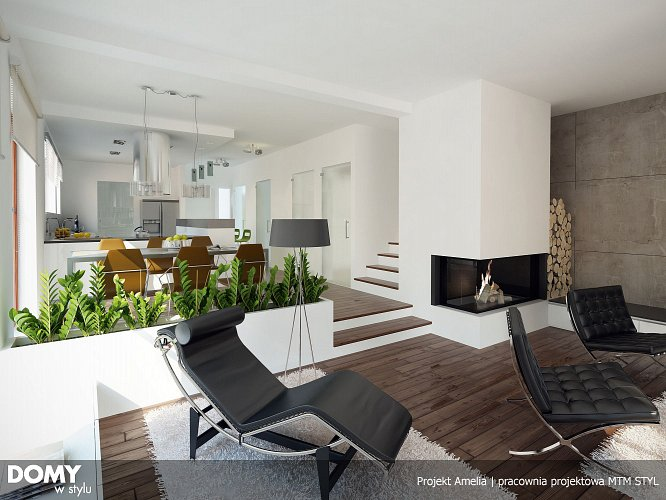 DOMY
w stylu
Projekt Amelia | pracownia projektowa MTM STYL